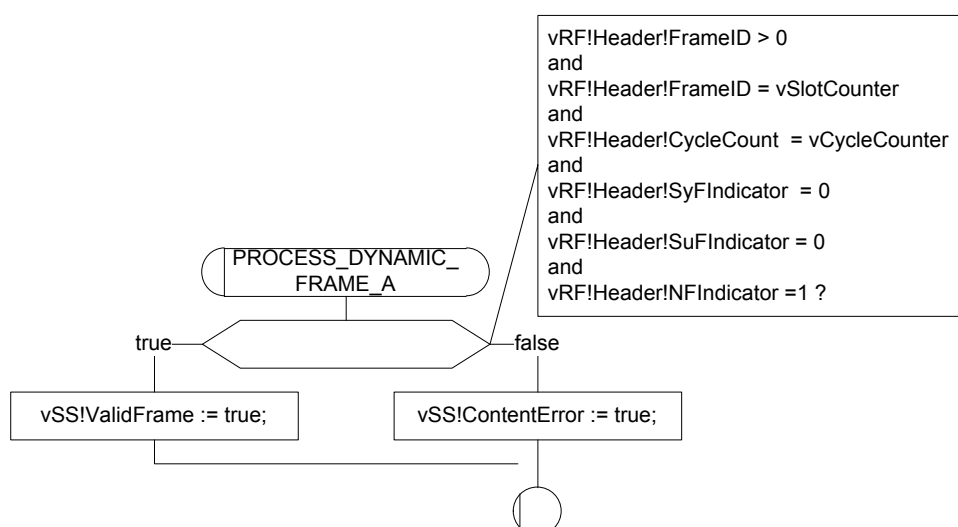 vRF!Header!FrameID > 0
and
vRF!Header!FrameID = vSlotCounter
and
vRF!Header!CycleCount  = vCycleCounter
and
vRF!Header!SyFIndicator  = 0
and
vRF!Header!SuFIndicator = 0
and
vRF!Header!NFIndicator =1 ?
PROCESS_DYNAMIC_
FRAME_A
true
false
vSS!ValidFrame := true;
vSS!ContentError := true;